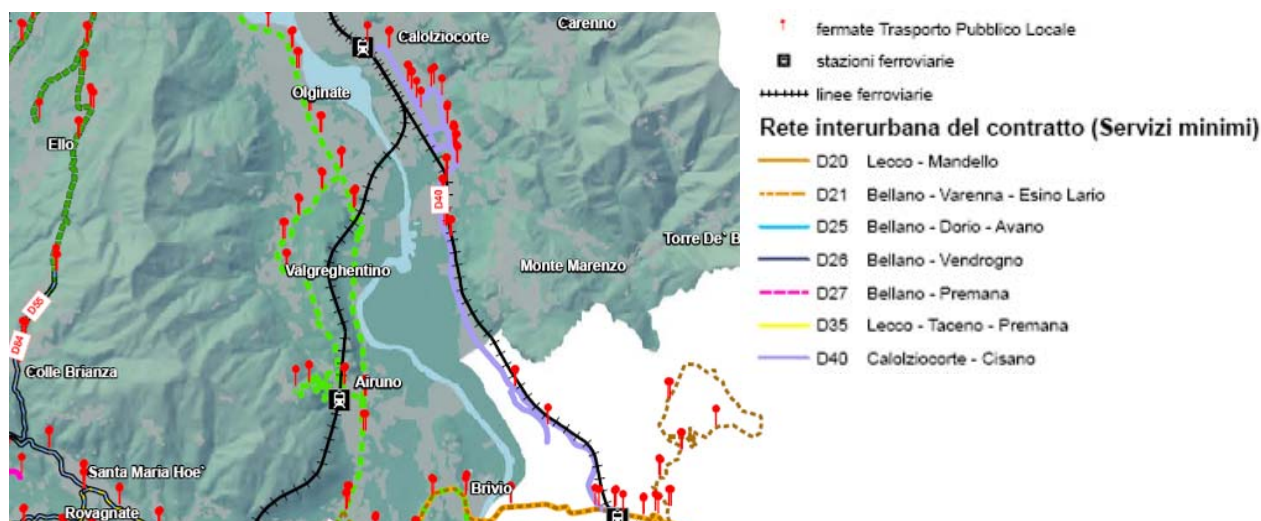 Carenno
Calolziocorte
Olginate
Ello
D40
Torre De' B
Valgreghentino
Monte Marenzo
D55
D84
Colle Brianza
Airuno
Santa Maria Hoe'
Brivio
Rovagnate
fermate Trasporto Pubblico Locale
stazioni ferroviarie
linee ferroviarie
Rete interurbana del contratto (Servizi minimi)
D20 Lecco - Mandello
D21 Bellano - Varenna - Esino Lario
D25 Bellano - Dorio - Avano
D26 Bellano - Vendrogno
D27 Bellano - Premana
D35 Lecco - Taceno - Premana
D40 Calolziocorte - Cisano